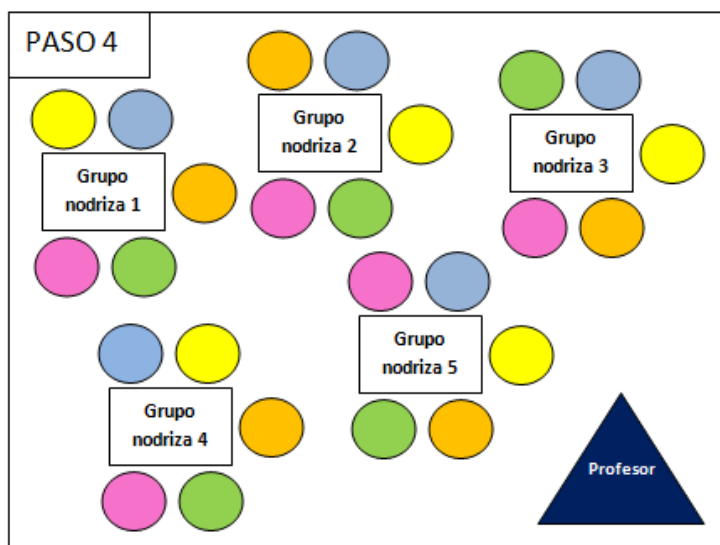 PASO 4
Grupo
nodriza 1
Grupo
nodriza 2
Grupo
nodriza 3
Grupo
nodriza 4
Grupo
nodriza 5
Profesor